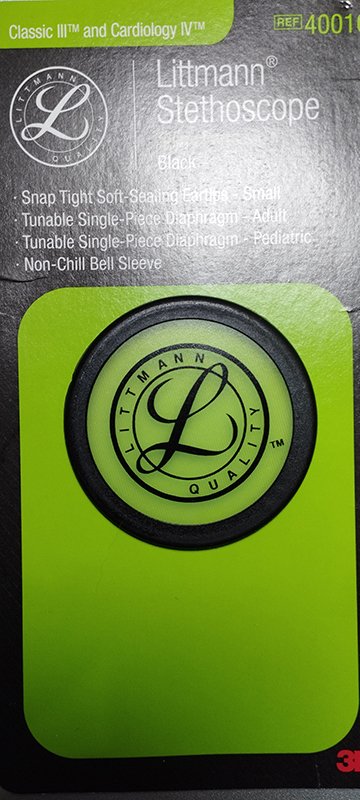 Classic III™ and Cardiology IV™
REF 40016
LITTMANN
L
QUALITY
Littmann®
Stethoscope
Black
· Snap Tight Soft-Sealing Eartips - Small
· Tunable Single-Piece Diaphragm - Adult
· Tunable Single-Piece Diaphragm - Pediatric
· Non-Chill Bell Sleeve
LITTMANN
L
QUALITY ™